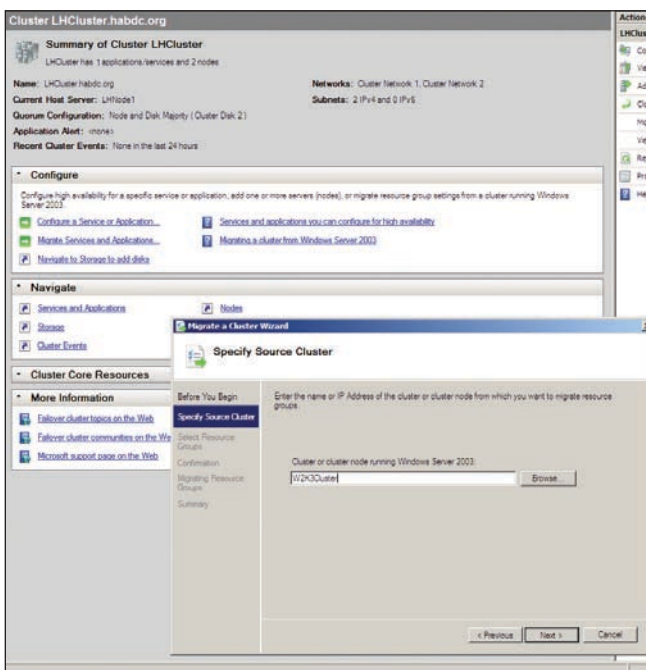 Cluster LHCluster.habdc.org
Summary of Cluster LHCluster
LHCluster has 1 applications/services and 2 nodes
Name: LHCluster.habdc.org
Networks: Cluster Network 1, Cluster Network 2
Current Host Server: LHNode1
Subnets: 2 IPv4 and 0 IPv6
Quorum Configuration: Node and Disk Majority (Cluster Disk 2)
Application Alert: <none>
Recent Cluster Events: None in the last 24 hours
Configure
Configure high availability for a specific service or application, add one or more servers (nodes), or migrate resource group settings from a cluster running Windows
Server 2003.
Configure a Service or Application...
Services and applications you can configure for high availability
Migrate Services and Applications...
Migrating a cluster from Windows Server 2003
Navigate to Storage to add disks
Navigate
Services and Applications
Nodes
Storage
Cluster Events
Cluster Core Resources
More Information
Failover cluster topics on the Web
Failover cluster communities on the We
Microsoft support page on the Web
Migrate a Cluster Wizard
Specify Source Cluster
Before You Begin
Specify Source Cluster
Select Resource
Groups
Confirmation
Migrating Resource
Groups
Summary
Enter the name or IP Address of the cluster or cluster node from which you want to migrate resource
groups.
Cluster or cluster node running Windows Server 2003:
W2K3Cluster
Browse...
< Previous
Next >
Cancel
Action
LHClus
Co
Vie
Ad
Clo
Mo
Vie
Re
Pro
He